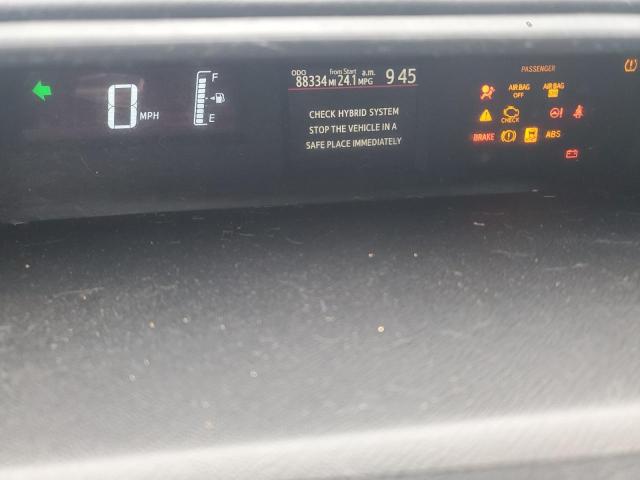 ODO from Start a.m.
88334 MI 24.1 MPG 9 45
F
0 MPH
E
CHECK HYBRID SYSTEM
STOP THE VEHICLE IN A
SAFE PLACE IMMEDIATELY
PASSENGER
AIR BAG OFF
AIR BAG
CHECK
BRAKE ABS